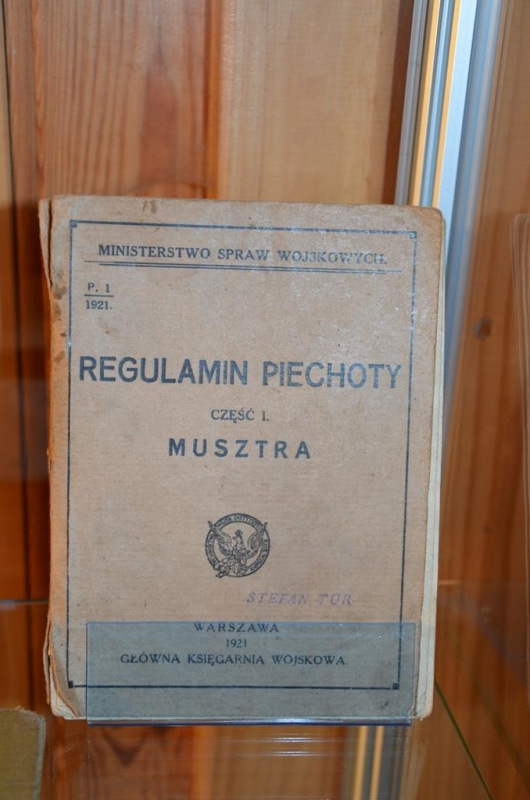 MINISTERSTWO SPRAW WOJSKOWYCH.
P. 1
1921.
REGULAMIN PIECHOTY
CZĘŚĆ I.
MUSZTRA
STEFAN TUR
WARSZAWA
1921
GŁÓWNA KSIĘGARNIA WOJSKOWA.